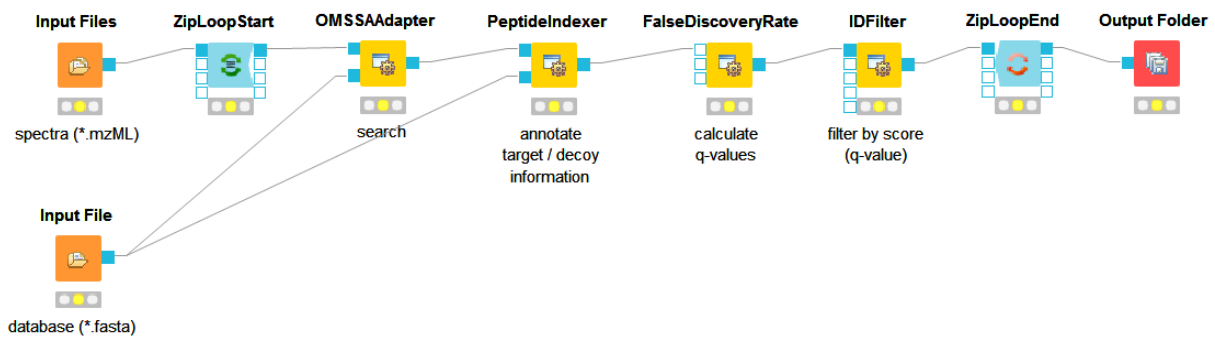 Input Files
ZipLoopStart
OMSSAAdapter
PeptideIndexer
FalseDiscoveryRate
IDFilter
ZipLoopEnd
Output Folder
spectra (*.mzML)
search
annotate
target / decoy
information
calculate
q-values
filter by score
(q-value)
Input File
database (*.fasta)